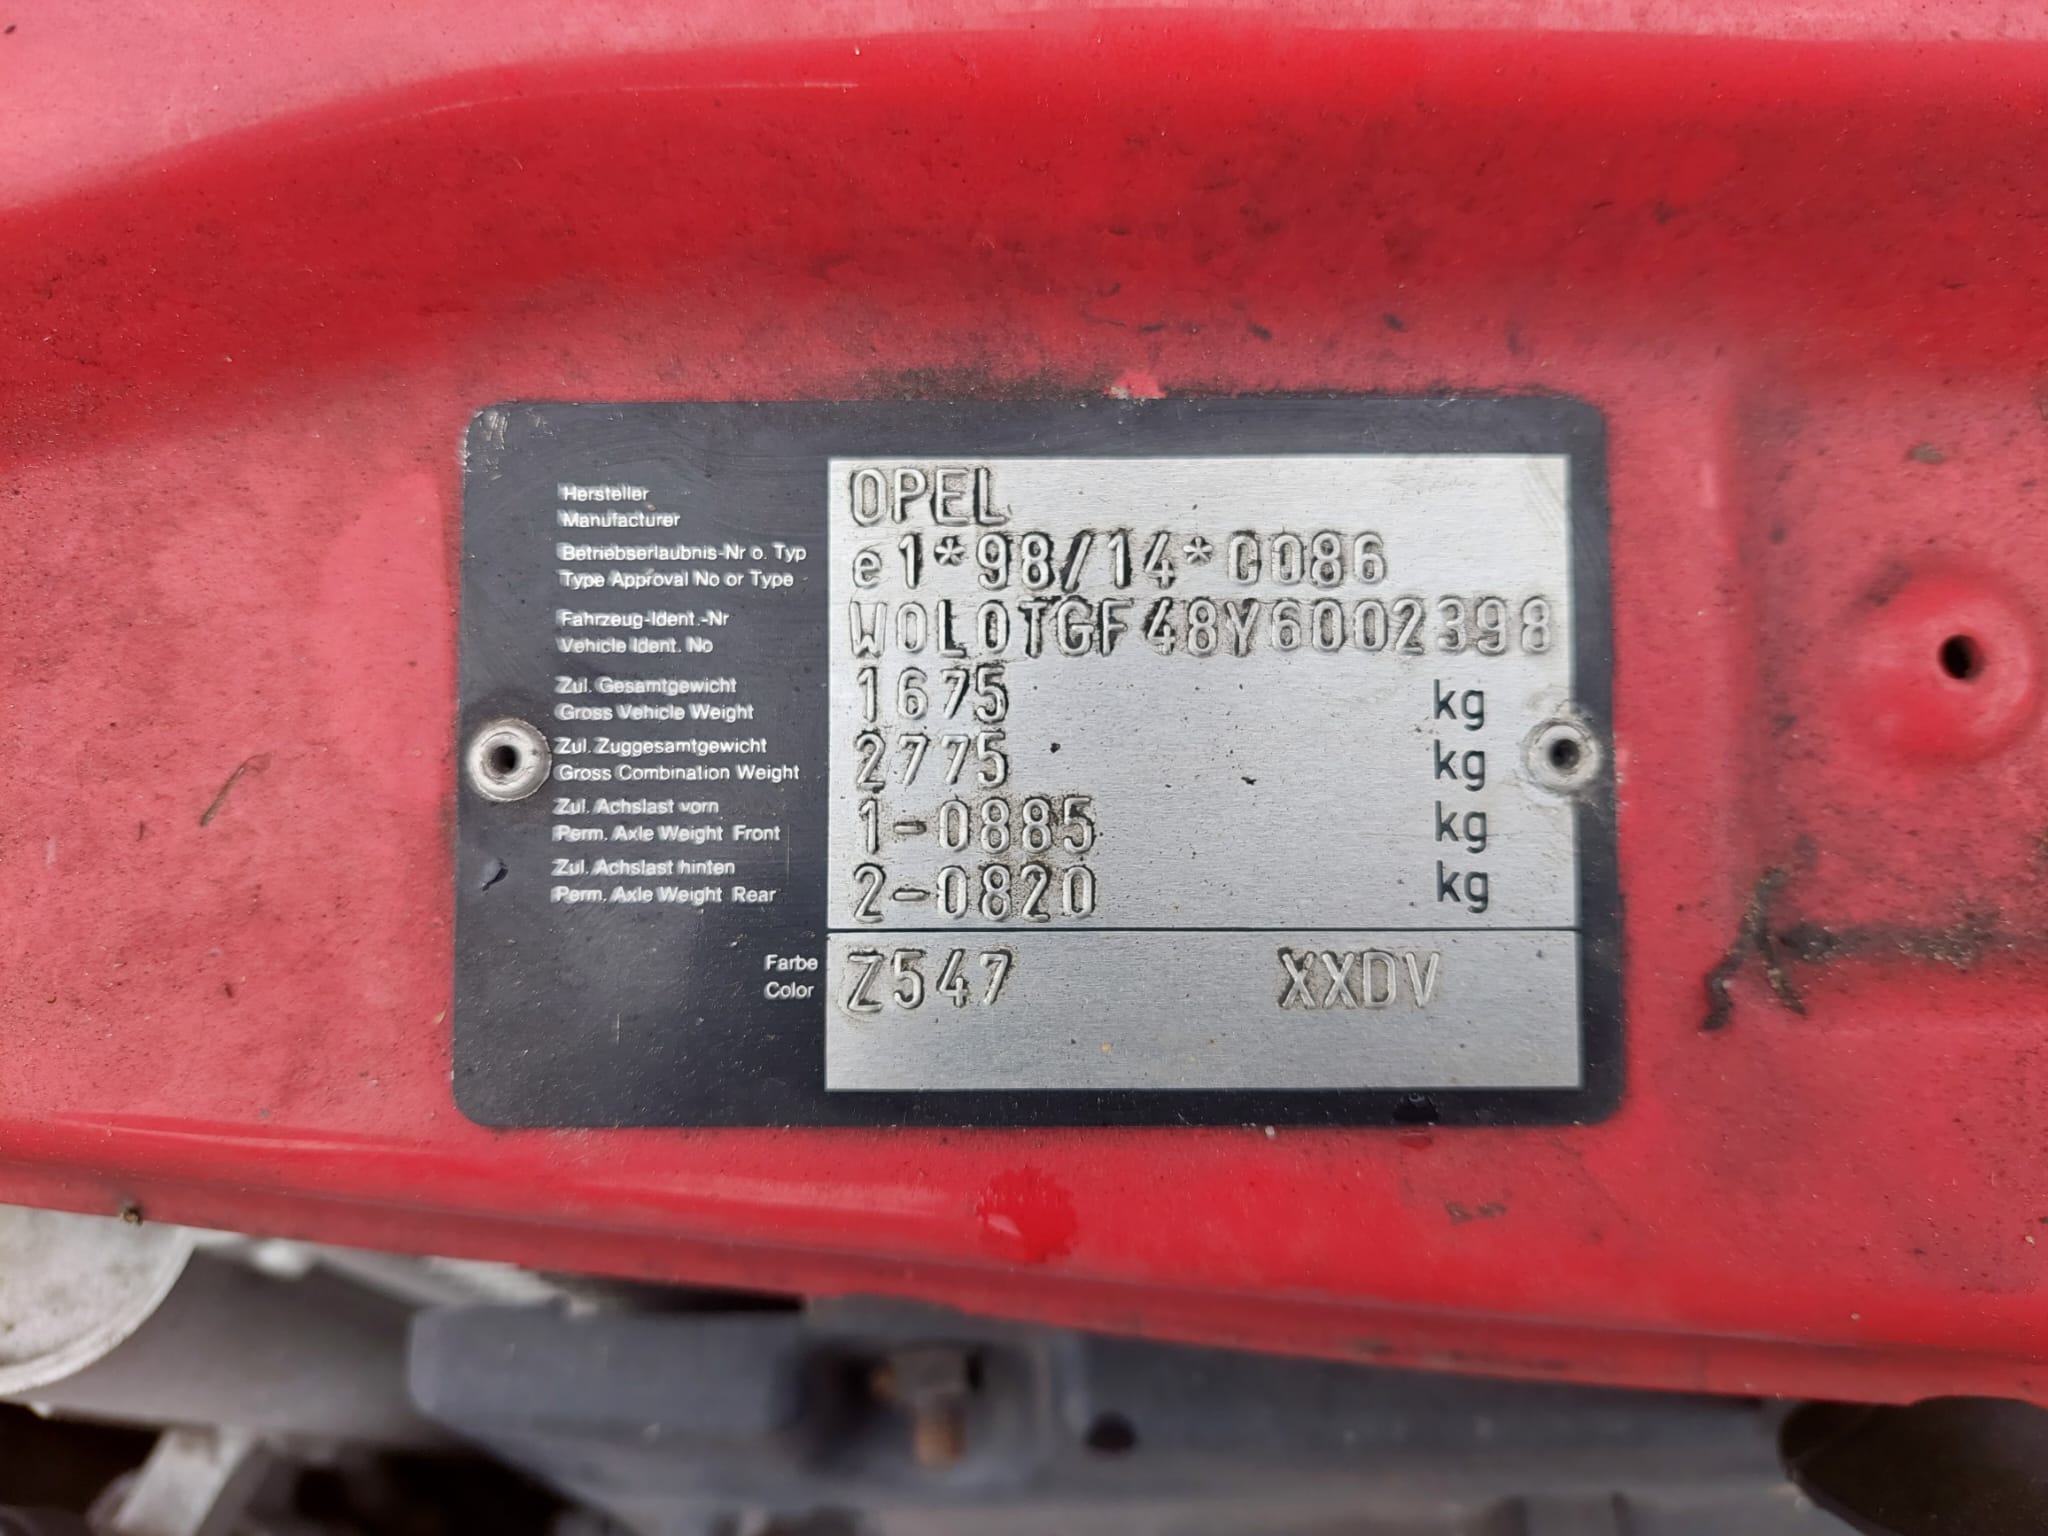 Hersteller
Manufacturer
OPEL
Betriebserlaubnis-Nr o. Typ
Type Approval No or Type
e1*98/14*0086
Fahrzeug-Ident.-Nr
Vehicle Ident. No
W0L0TGF48Y6002398
Zul. Gesamtgewicht
Gross Vehicle Weight
1675 kg
Zul. Zuggesamtgewicht
Gross Combination Weight
2775 kg
Zul. Achslast vorn
Perm. Axle Weight Front
1-0885 kg
Zul. Achslast hinten
Perm. Axle Weight Rear
2-0820 kg
Farbe
Color
Z547 XXDV